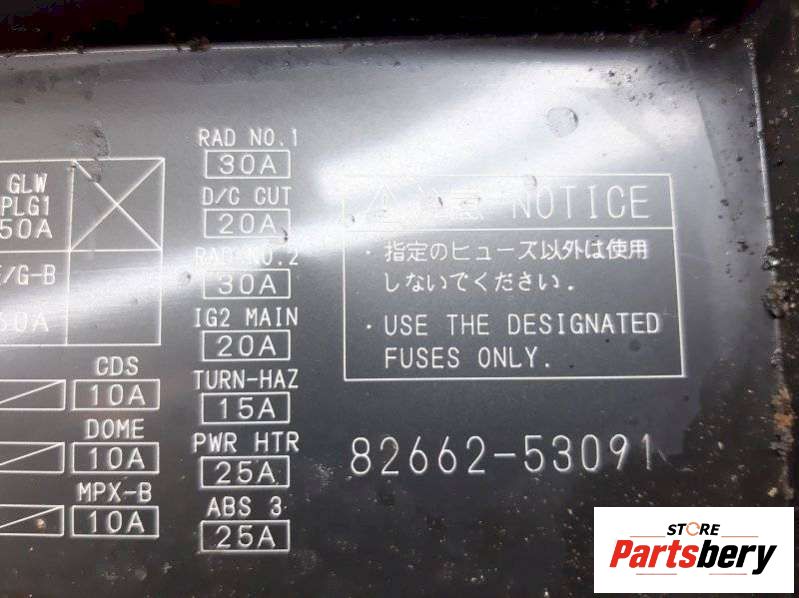 GLW
PLG1
50A
/G-B
CDS
10A
DOME
10A
MPX-B
10A
RAD NO.1
30A
D/C CUT
20A
RAD NO.2
30A
IG2 MAIN
20A
TURN-HAZ
15A
PWR HTR
25A
ABS 3
25A
注意 NOTICE
・指定のヒューズ以外は使用
しないでください.
・USE THE DESIGNATED
FUSES ONLY.
82662-53091
STORE
Partsbery